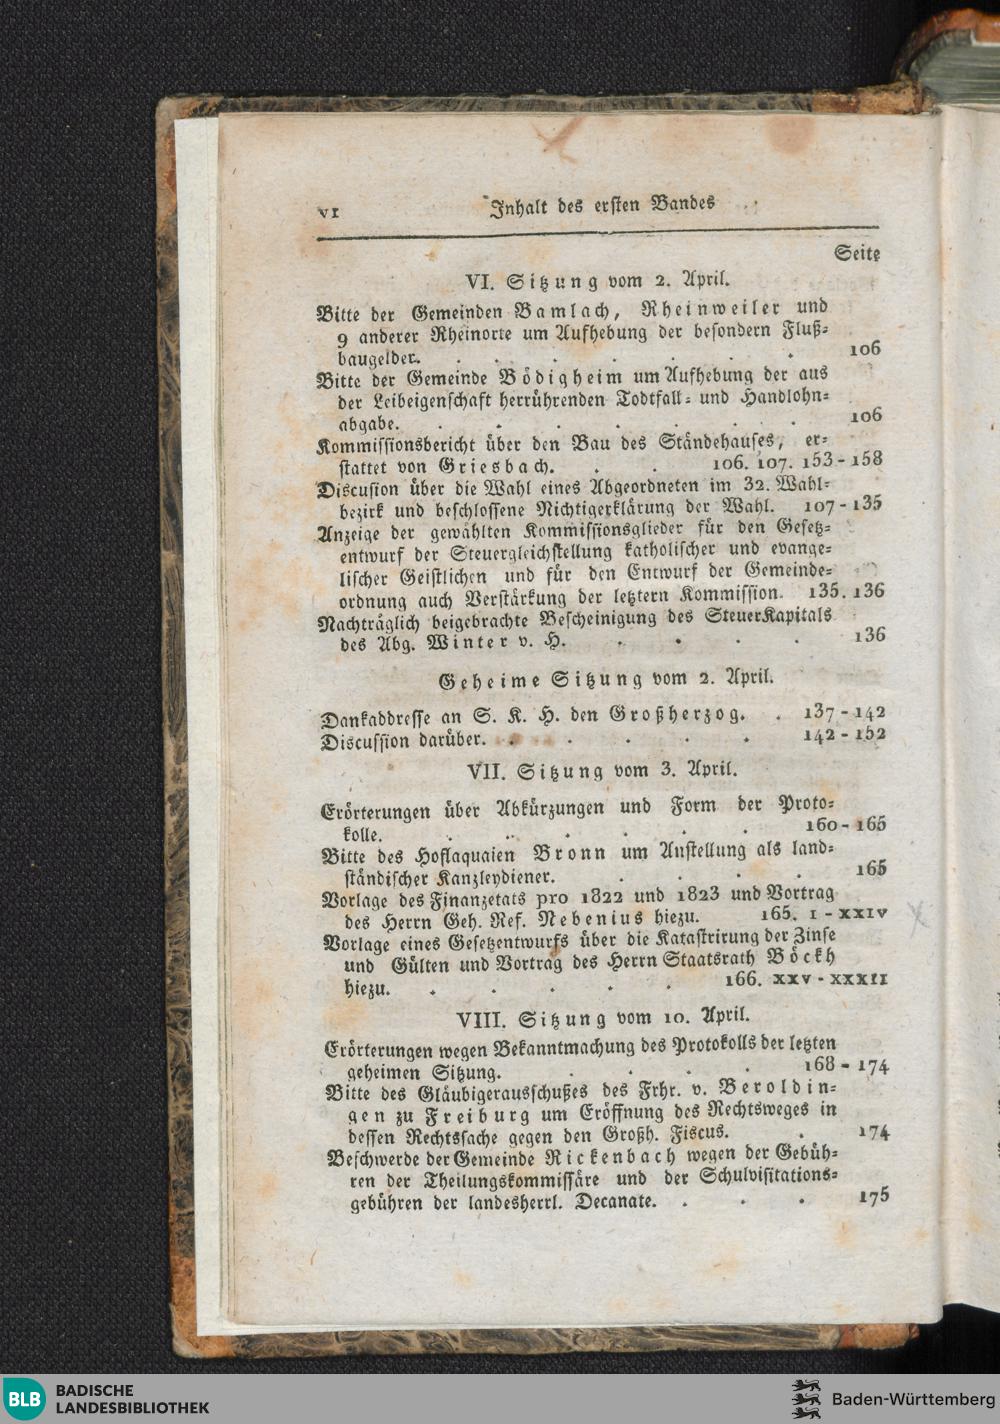 VI Inhalt des ersten Bandes
Seite
VI. Sitzung vom 2. April.
Bitte der Gemeinden Bamlach, Rheinweiler und
9 anderer Rheinorte um Aufhebung der besondern Fluß-
baugelder. . . . . . . . 106
Bitte der Gemeinde Bödigheim um Aufhebung der aus
der Leibeigenschaft herrührenden Todtfall- und Handlohn-
abgabe. . . . . . . . 106
Kommissionsbericht über den Bau des Ständehauses, er-
stattet von Griesbach. . . 106. 107. 153-158
Discusion über die Wahl eines Abgeordneten im 32. Wahl-
bezirk und beschlossene Nichtigerklärung der Wahl. 107-135
Anzeige der gewählten Kommissionsglieder für den Gesetz-
entwurf der Steuergleichstellung katholischer und evange-
lischer Geistlichen und für den Entwurf der Gemeinde-
ordnung auch Verstärkung der letztern Kommission. 135. 136
Nachträglich beigebrachte Bescheinigung des SteuerKapitals
des Abg. Winter v. H. . . . . 136
Geheime Sitzung vom 2. April.
Dankaddresse an S. K. H. den Großherzog. . 137-142
Discussion darüber. . . . . . 142-152
VII. Sitzung vom 3. April.
Erörterungen über Abkürzungen und Form der Proto-
kolle. . . . . . . 160-165
Bitte des Hoflaquaien Bronn um Anstellung als land-
ständischer Kanzleydiener. . . . . 165
Vorlage des Finanzetats pro 1822 und 1823 und Vortrag
des Herrn Geh. Ref. Nebenius hiezu. 165. I-XXIV
Vorlage eines Gesetzentwurfs über die Katastrirung der Zinse
und Gülten und Vortrag des Herrn Staatsrath Böckh
hiezu. . . . . . 166. XXV-XXXII
VIII. Sitzung vom 10. April.
Erörterungen wegen Bekanntmachung des Protokolls der letzten
geheimen Sitzung. . . . . 168-174
Bitte des Gläubigerausschußes des Frhr. v. Beroldin-
gen zu Freiburg um Eröffnung des Rechtsweges in
dessen Rechtssache gegen den Großh. Fiscus. . 174
Beschwerde der Gemeinde Rickenbach wegen der Gebüh-
ren der Theilungskommissäre und der Schulvisitations-
gebühren der landesherrl. Decanate. . . . 175
BLB BADISCHE
LANDESBIBLIOTHEK
Baden-Württemberg